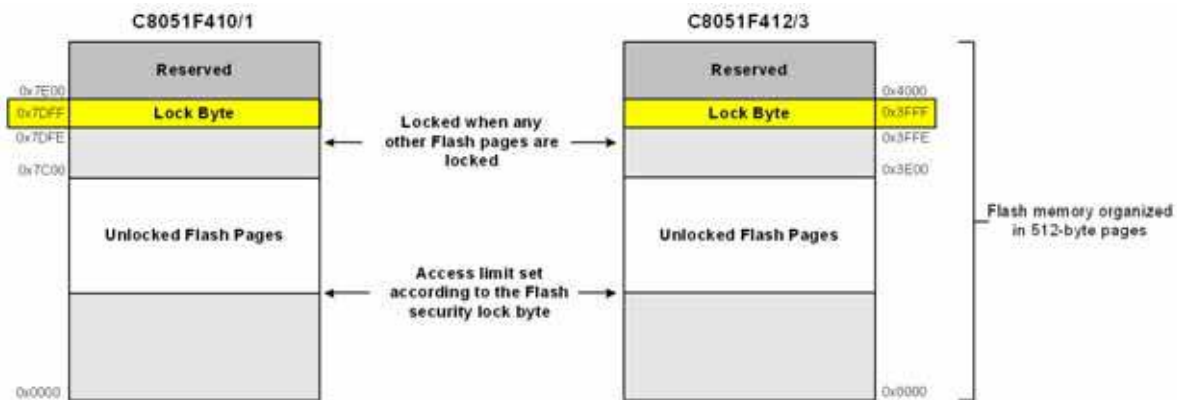 C8051F410/1
C8051F412/3
Reserved
Reserved
0x7E00
0x4000
0x7DFF
Lock Byte
Lock Byte
0x3FFF
0x7DFE
0x3FFE
Locked when any
other Flash pages are
locked
0x7C00
0x3E00
Unlocked Flash Pages
Unlocked Flash Pages
Flash memory organized
in 512-byte pages
Access limit set
according to the Flash
security lock byte
0x0000
0x0000